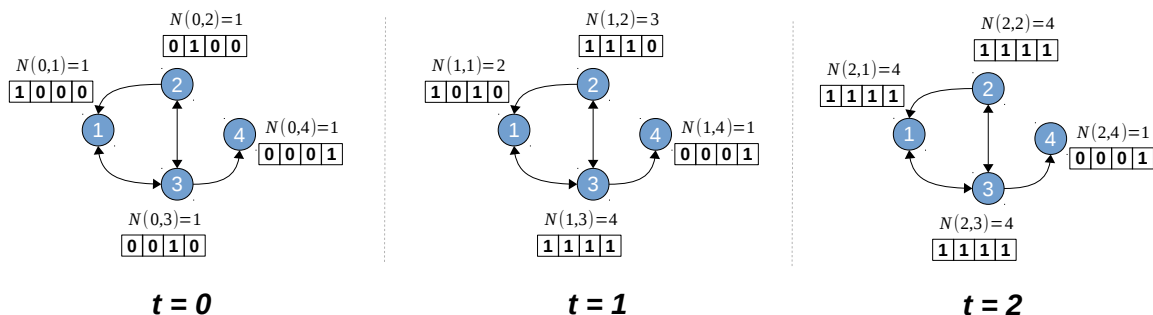 N(0,2)=1
0 1 0 0
N(0,1)=1
1 0 0 0
2
1
4
N(0,4)=1
0 0 0 1
3
N(0,3)=1
0 0 1 0
t = 0
N(1,2)=3
1 1 1 0
N(1,1)=2
1 0 1 0
2
1
4
N(1,4)=1
0 0 0 1
3
N(1,3)=4
1 1 1 1
t = 1
N(2,2)=4
1 1 1 1
N(2,1)=4
1 1 1 1
2
1
4
N(2,4)=1
0 0 0 1
3
N(2,3)=4
1 1 1 1
t = 2